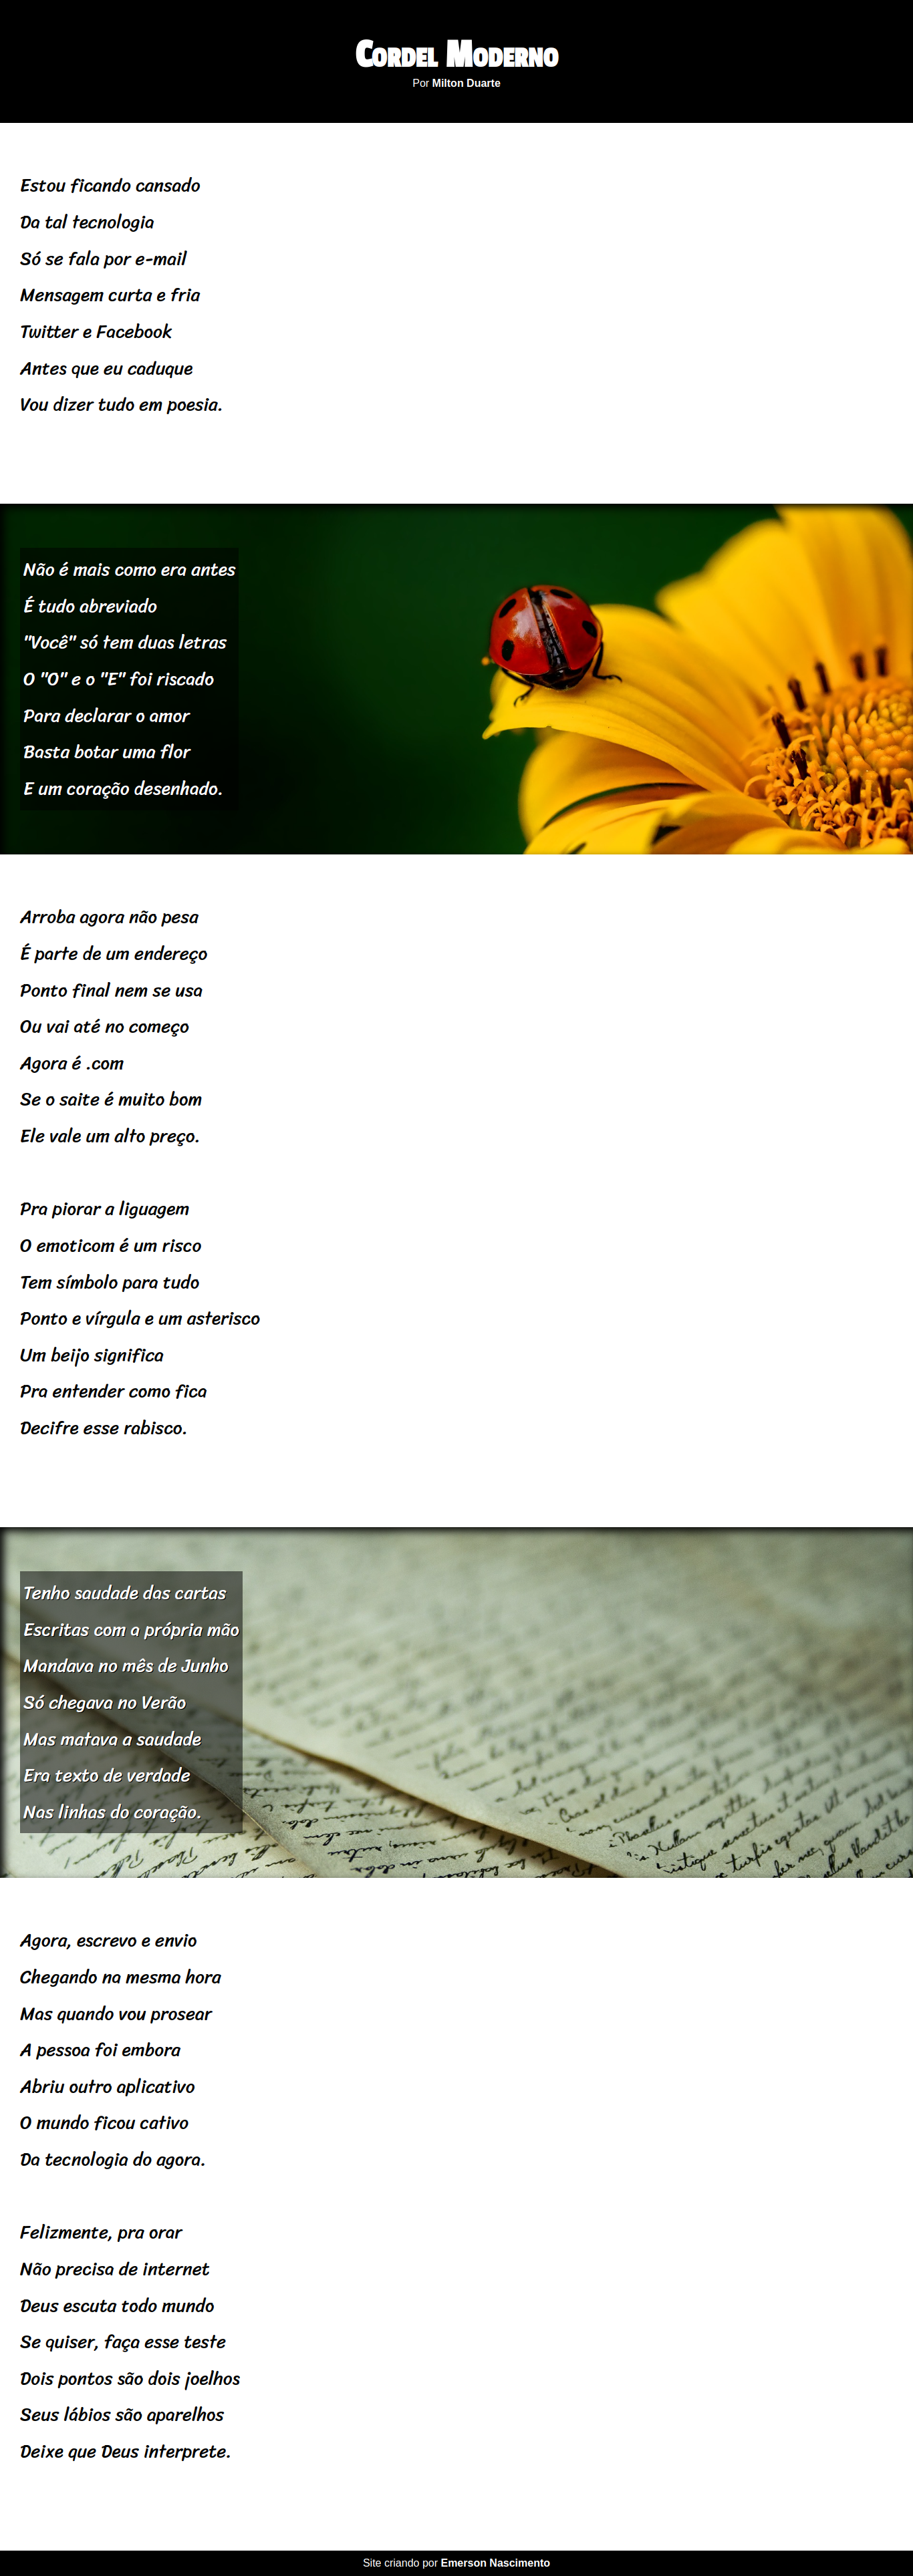 Cordel Moderno
Por Milton Duarte
Estou ficando cansado
Da tal tecnologia
Só se fala por e-mail
Mensagem curta e fria
Twitter e Facebook
Antes que eu caduque
Vou dizer tudo em poesia.
Não é mais como era antes
É tudo abreviado
"Você" só tem duas letras
O "O" e o "E" foi riscado
Para declarar o amor
Basta botar uma flor
E um coração desenhado.
Arroba agora não pesa
É parte de um endereço
Ponto final nem se usa
Ou vai até no começo
Agora é .com
Se o saite é muito bom
Ele vale um alto preço.
Pra piorar a liguagem
O emoticom é um risco
Tem símbolo para tudo
Ponto e vírgula e um asterisco
Um beijo significa
Pra entender como fica
Decifre esse rabisco.
Tenho saudade das cartas
Escritas com a própria mão
Mandava no mês de Junho
Só chegava no Verão
Mas matava a saudade
Era texto de verdade
Nas linhas do coração.
Agora, escrevo e envio
Chegando na mesma hora
Mas quando vou prosear
A pessoa foi embora
Abriu outro aplicativo
O mundo ficou cativo
Da tecnologia do agora.
Felizmente, pra orar
Não precisa de internet
Deus escuta todo mundo
Se quiser, faça esse teste
Dois pontos são dois joelhos
Seus lábios são aparelhos
Deixe que Deus interprete.
Site criando por Emerson Nascimento